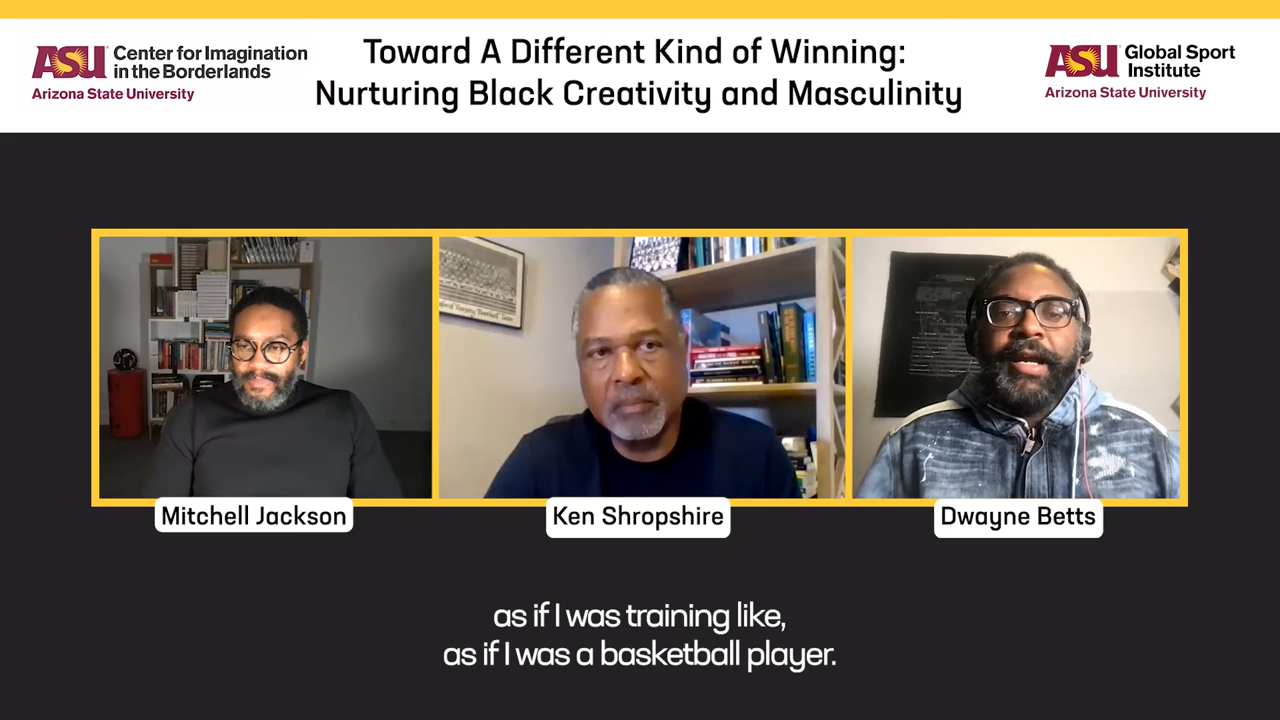 ASU Center for Imagination
in the Borderlands
Arizona State University
Toward A Different Kind of Winning:
Nurturing Black Creativity and Masculinity
ASU Global Sport
Institute
Arizona State University
Mitchell Jackson
Ken Shropshire
Dwayne Betts
as if I was training like,
as if I was a basketball player.